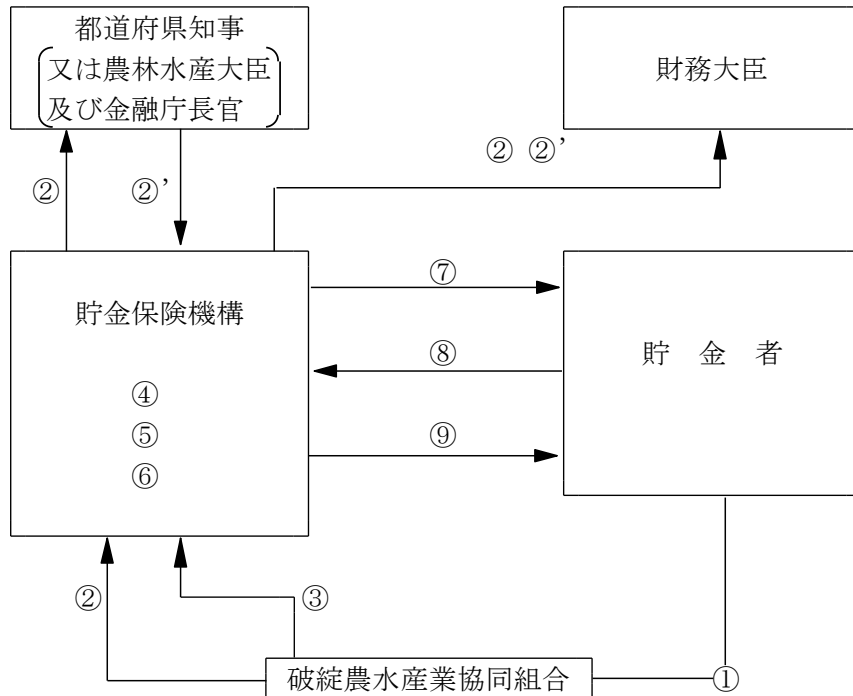 都道府県知事
又は農林水産大臣
及び金融庁長官
財務大臣
②
②’
② ②’
貯金保険機構
④
⑤
⑥
⑦
⑧
⑨
貯 金 者
②
③
破綻農水産業協同組合
①